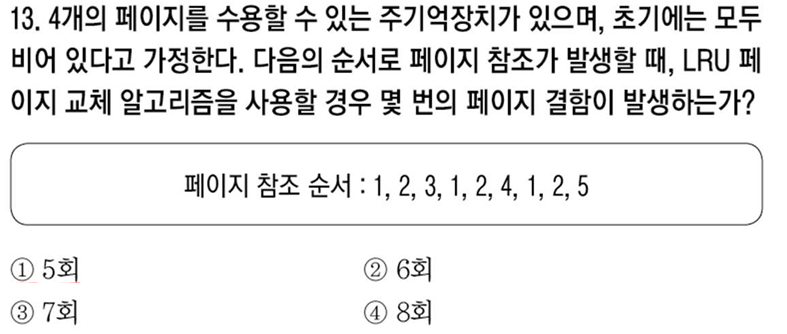 13. 4개의 페이지를 수용할 수 있는 주기억장치가 있으며, 초기에는 모두
비어 있다고 가정한다. 다음의 순서로 페이지 참조가 발생할 때, LRU 페
이지 교체 알고리즘을 사용할 경우 몇 번의 페이지 결함이 발생하는가?
페이지 참조 순서 : 1, 2, 3, 1, 2, 4, 1, 2, 5
① 5회 ② 6회
③ 7회 ④ 8회